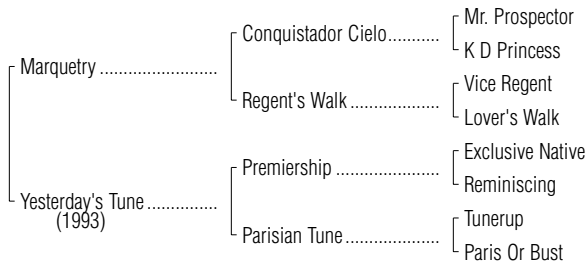 Mr. Prospector
Conquistador Cielo...........
K D Princess
Marquetry .........................
Vice Regent
Regent's Walk ...................
Lover's Walk
Exclusive Native
Premiership ......................
Reminiscing
Yesterday's Tune ...............
(1993)
Tunerup
Parisian Tune ....................
Paris Or Bust